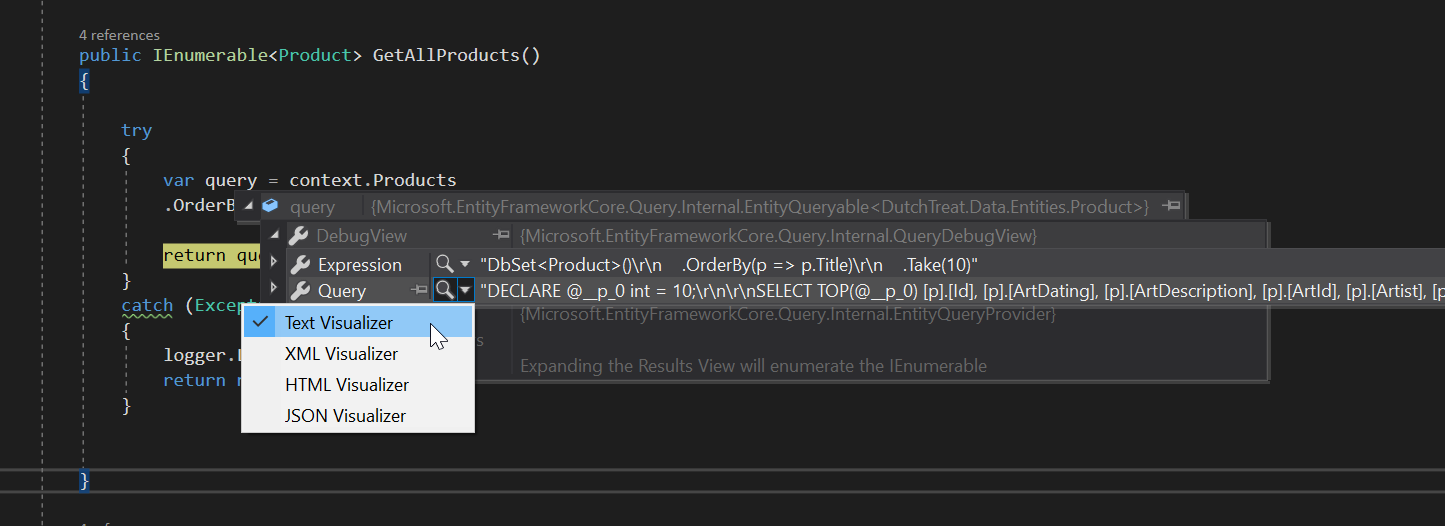 4 references
public IEnumerable<Product> GetAllProducts()
{
try
{
var query = context.Products
.OrderB
query {Microsoft.EntityFrameworkCore.Query.Internal.EntityQueryable<DutchTreat.Data.Entities.Product>}
DebugView {Microsoft.EntityFrameworkCore.Query.Internal.QueryDebugView}
return que
Expression "DbSet<Product>()\r\n    .OrderBy(p => p.Title)\r\n    .Take(10)"
}
Query "DECLARE @__p_0 int = 10;\r\n\r\nSELECT TOP(@__p_0) [p].[Id], [p].[ArtDating], [p].[ArtDescription], [p].[ArtId], [p].[Artist], [p
catch (Except
{Microsoft.EntityFrameworkCore.Query.Internal.EntityQueryProvider}
Text Visualizer
{
s
XML Visualizer
logger.L
Expanding the Results View will enumerate the IEnumerable
return n
HTML Visualizer
}
JSON Visualizer
}